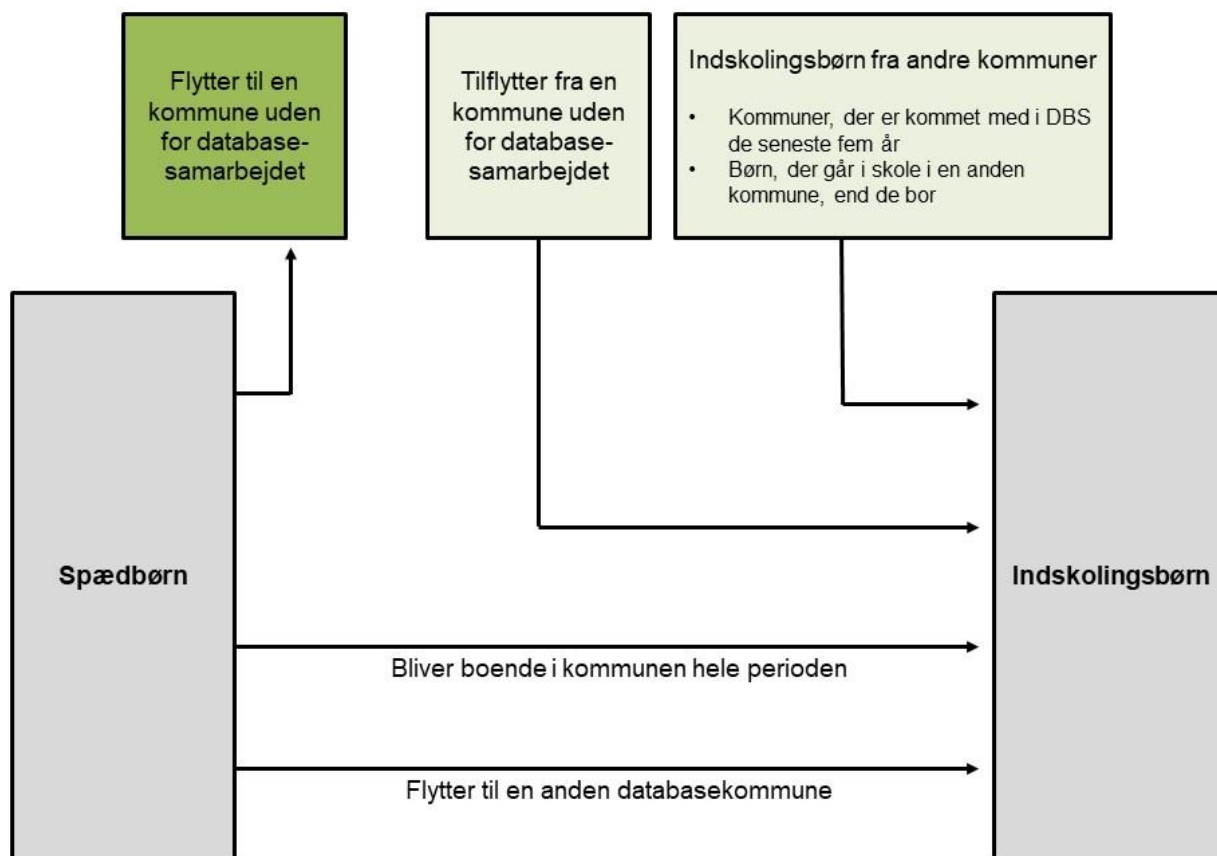 Flytter til en
kommune uden
for database-
samarbejdet
Tilflytter fra en
kommune uden
for database-
samarbejdet
Indskolingsbørn fra andre kommuner
• Kommuner, der er kommet med i DBS
de seneste fem år
• Børn, der går i skole i en anden
kommune, end de bor
Spædbørn
Indskolingsbørn
Bliver boende i kommunen hele perioden
Flytter til en anden databasekommune